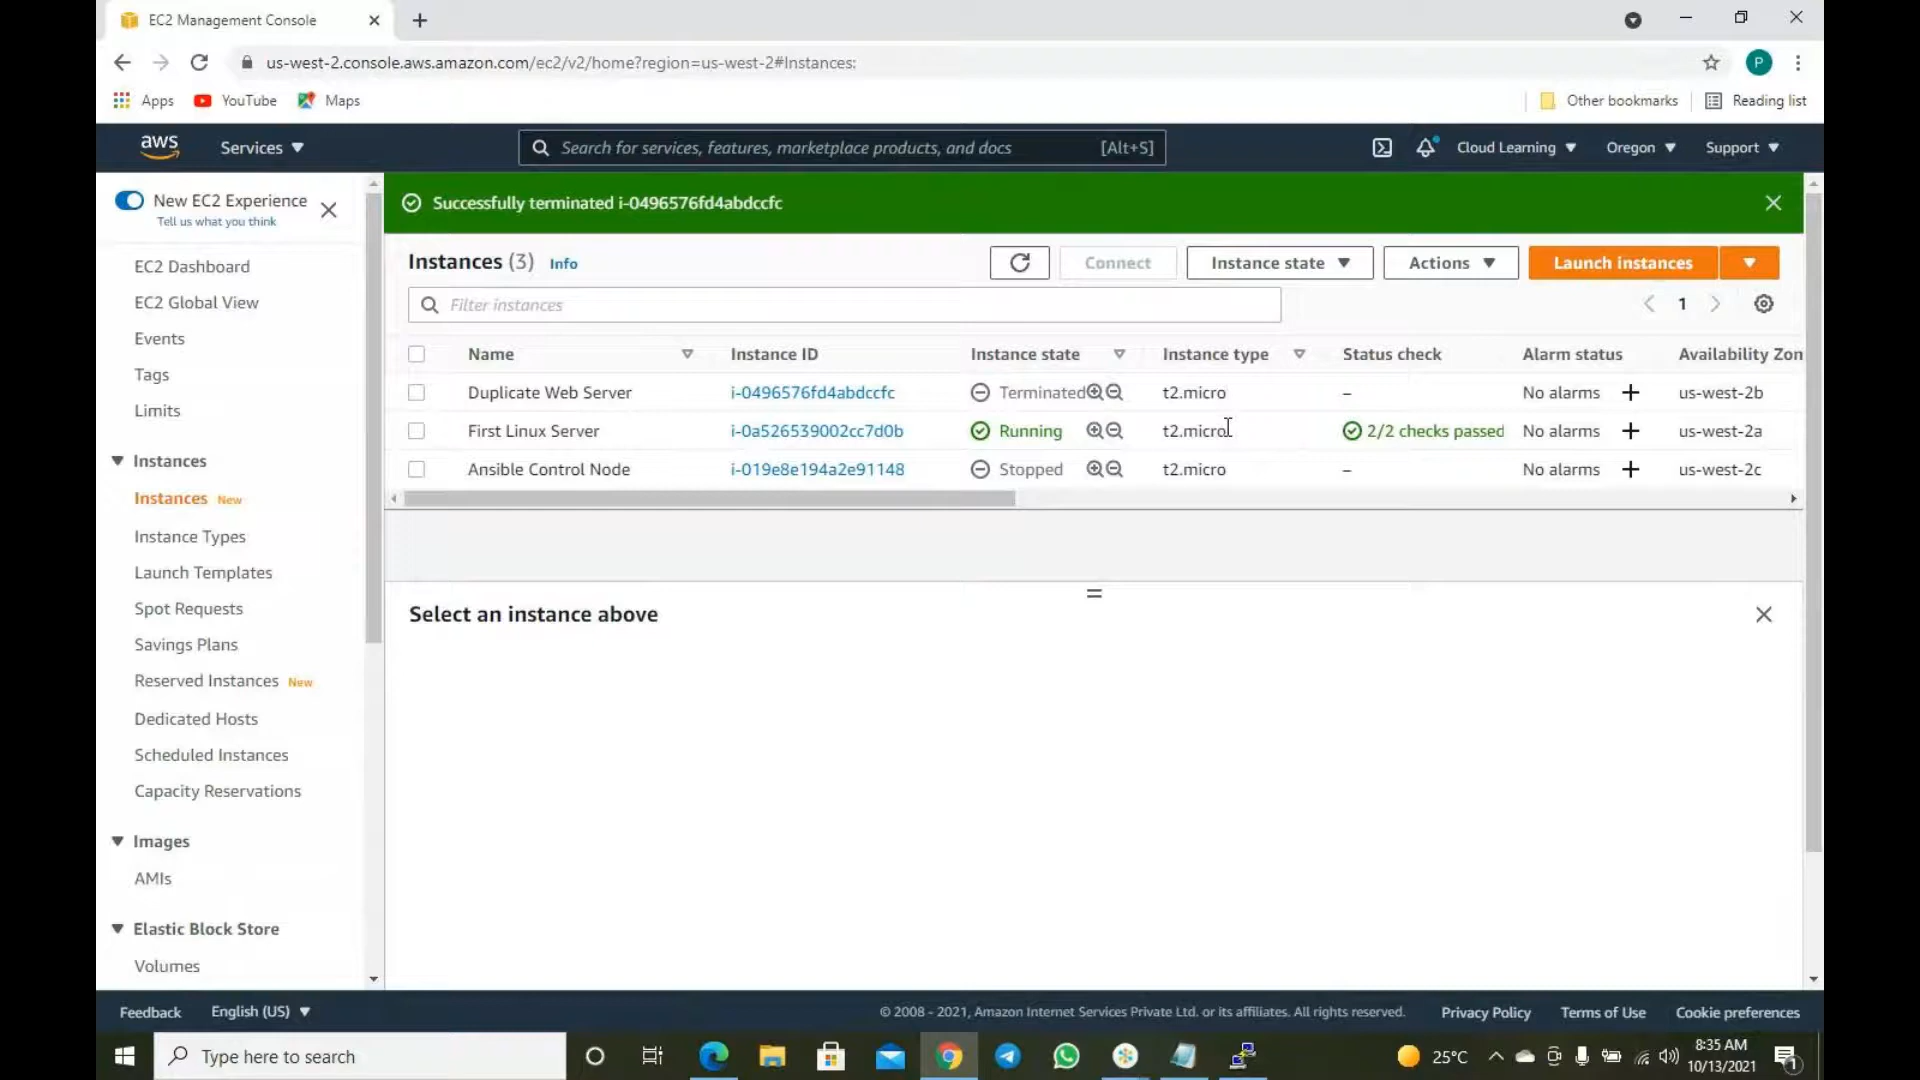 EC2 Management Console
us-west-2.console.aws.amazon.com/ec2/v2/home?region=us-west-2#Instances:
P
Apps YouTube Maps Other bookmarks Reading list
aws Services Search for services, features, marketplace products, and docs [Alt+S] Cloud Learning Oregon Support
New EC2 Experience
Tell us what you think
Successfully terminated i-0496576fd4abdccfc
EC2 Dashboard
EC2 Global View
Events
Tags
Limits
Instances
Instances New
Instance Types
Launch Templates
Spot Requests
Savings Plans
Reserved Instances New
Dedicated Hosts
Scheduled Instances
Capacity Reservations
Images
AMIs
Elastic Block Store
Volumes
Instances (3) Info Connect Instance state Actions Launch instances
Filter instances 1
Name Instance ID Instance state Instance type Status check Alarm status Availability Zon
Duplicate Web Server i-0496576fd4abdccfc Terminated t2.micro – No alarms + us-west-2b
First Linux Server i-0a526539002cc7d0b Running t2.micro 2/2 checks passed No alarms + us-west-2a
Ansible Control Node i-019e8e194a2e91148 Stopped t2.micro – No alarms + us-west-2c
Select an instance above
Feedback English (US) © 2008 - 2021, Amazon Internet Services Private Ltd. or its affiliates. All rights reserved. Privacy Policy Terms of Use Cookie preferences
Type here to search 25°C 8:35 AM
10/13/2021
1